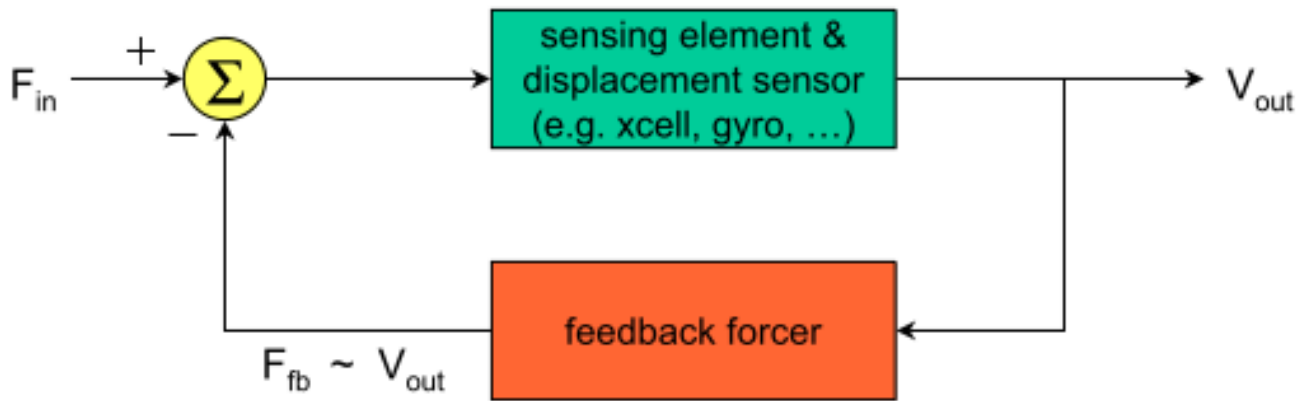 F_in
+
−
Σ
sensing element &
displacement sensor
(e.g. xcell, gyro, …)
V_out
feedback forcer
F_fb ~ V_out